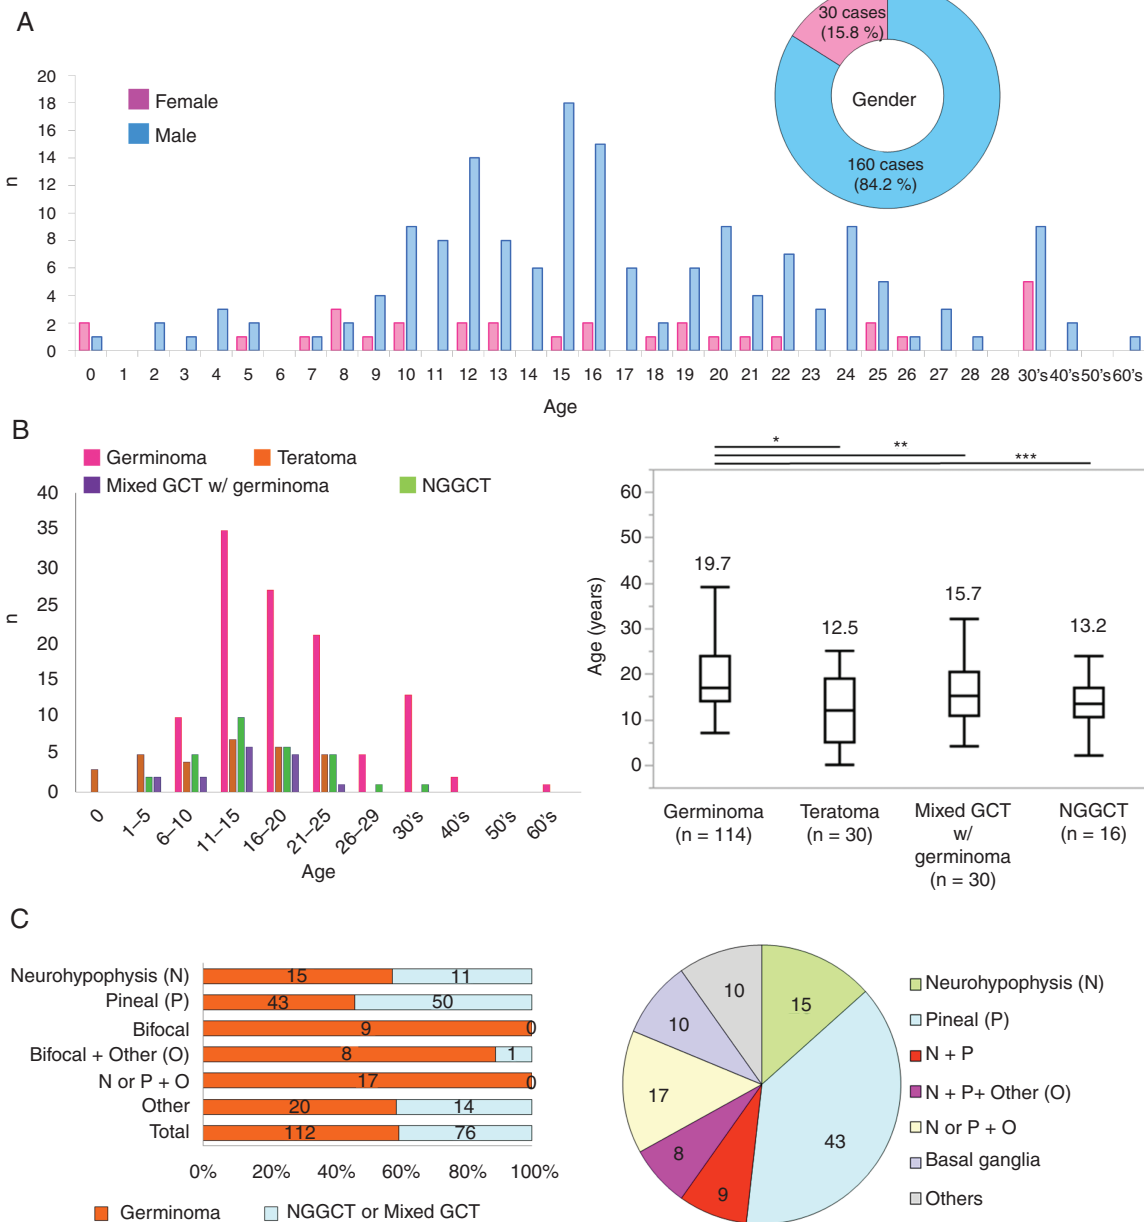 A
30 cases
(15.8 %)
Gender
160 cases
(84.2 %)
Female
Male
20
18
16
14
12
10
8
6
4
2
0
n
0 1 2 3 4 5 6 7 8 9 10 11 12 13 14 15 16 17 18 19 20 21 22 23 24 25 26 27 28 28 30's 40's 50's 60's
Age
B
Germinoma Teratoma
Mixed GCT w/ germinoma NGGCT
40
35
30
25
20
15
10
5
0
n
0 1–5 6–10 11–15 16–20 21–25 26–29 30's 40's 50's 60's
Age
*
**
***
60
50
40
30
20
10
0
Age (years)
19.7
12.5
15.7
13.2
Germinoma
(n = 114)
Teratoma
(n = 30)
Mixed GCT
w/
germinoma
(n = 30)
NGGCT
(n = 16)
C
Neurohypophysis (N) 15 11
Pineal (P) 43 50
Bifocal 9 0
Bifocal + Other (O) 8 1
N or P + O 17 0
Other 20 14
Total 112 76
0% 20% 40% 60% 80% 100%
Germinoma NGGCT or Mixed GCT
10
15
10
17
43
8
9
Neurohypophysis (N)
Pineal (P)
N + P
N + P+ Other (O)
N or P + O
Basal ganglia
Others